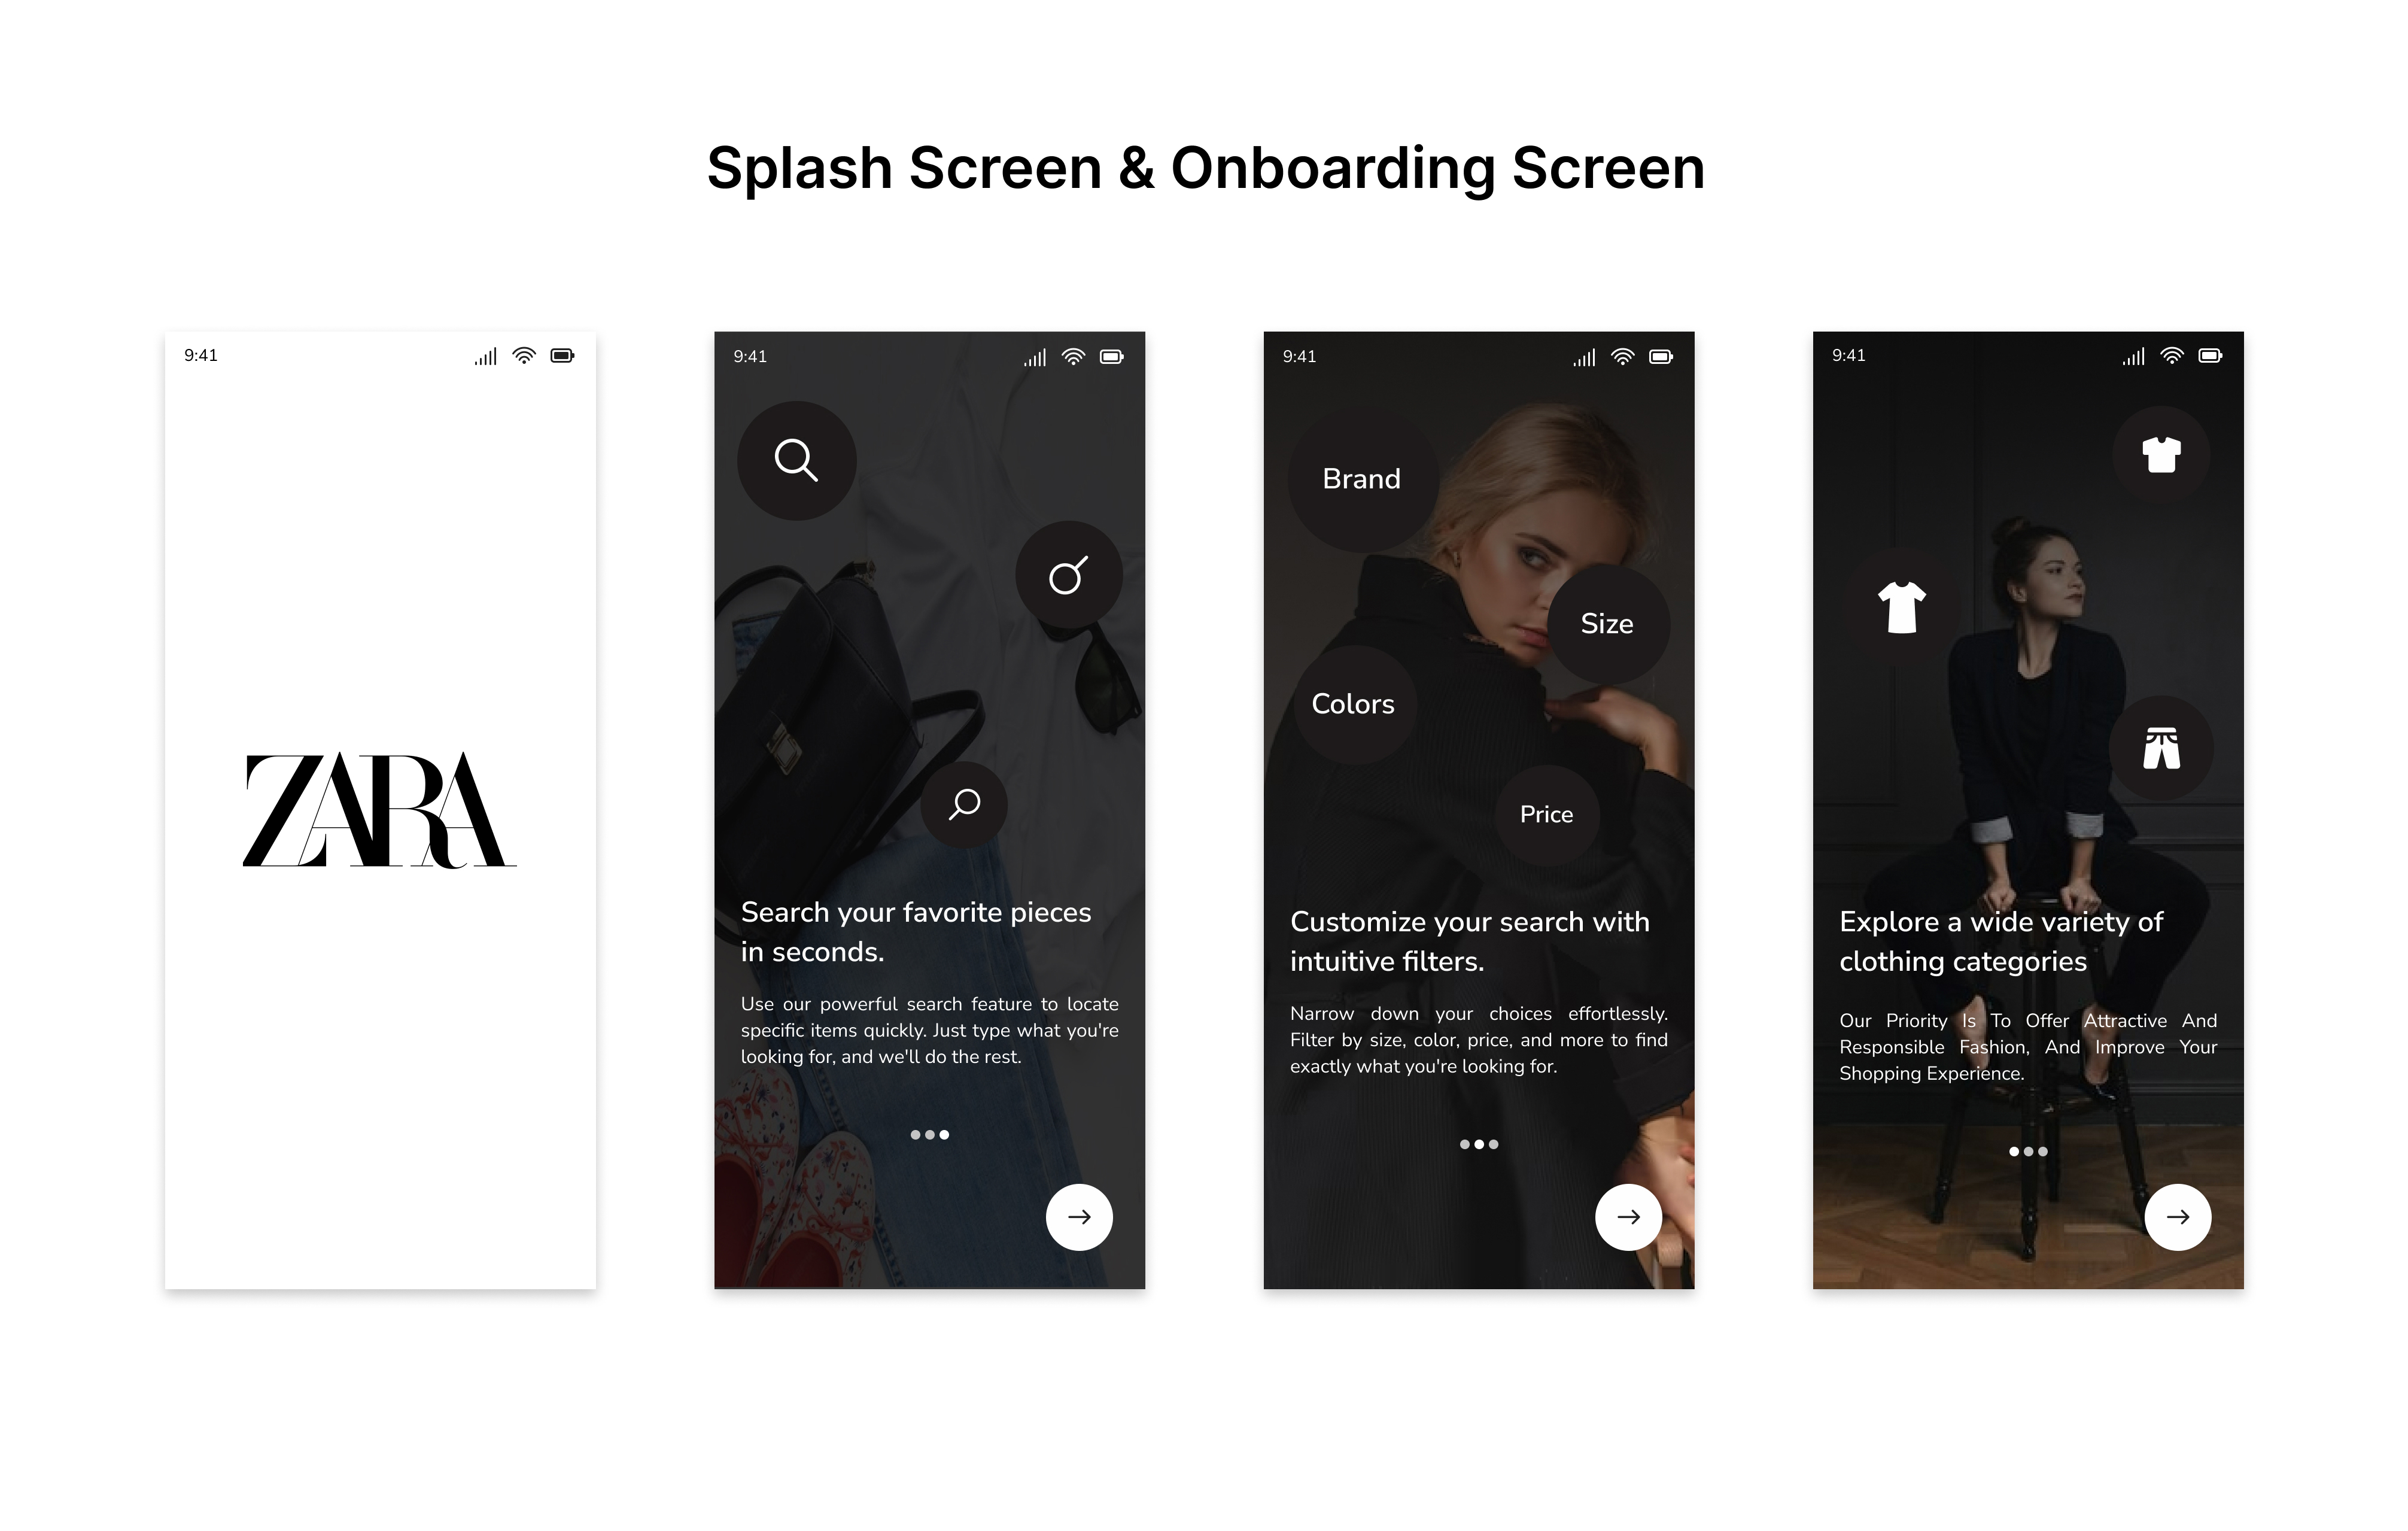 Splash Screen & Onboarding Screen
9:41
ZARA
9:41
Search your favorite pieces
in seconds.
Use our powerful search feature to locate
specific items quickly. Just type what you're
looking for, and we'll do the rest.
9:41
Brand
Size
Colors
Price
Customize your search with
intuitive filters.
Narrow down your choices effortlessly.
Filter by size, color, price, and more to find
exactly what you're looking for.
9:41
Explore a wide variety of
clothing categories
Our Priority Is To Offer Attractive And
Responsible Fashion, And Improve Your
Shopping Experience.